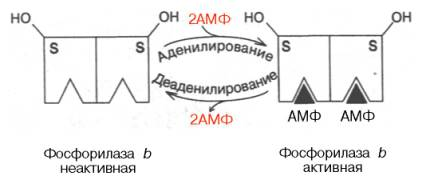 HO OH
2АМФ
HO OH
S S
Аденилирование
S S
Деаденилирование
2АМФ
АМФ АМФ
Фосфорилаза b
неактивная
Фосфорилаза b
активная